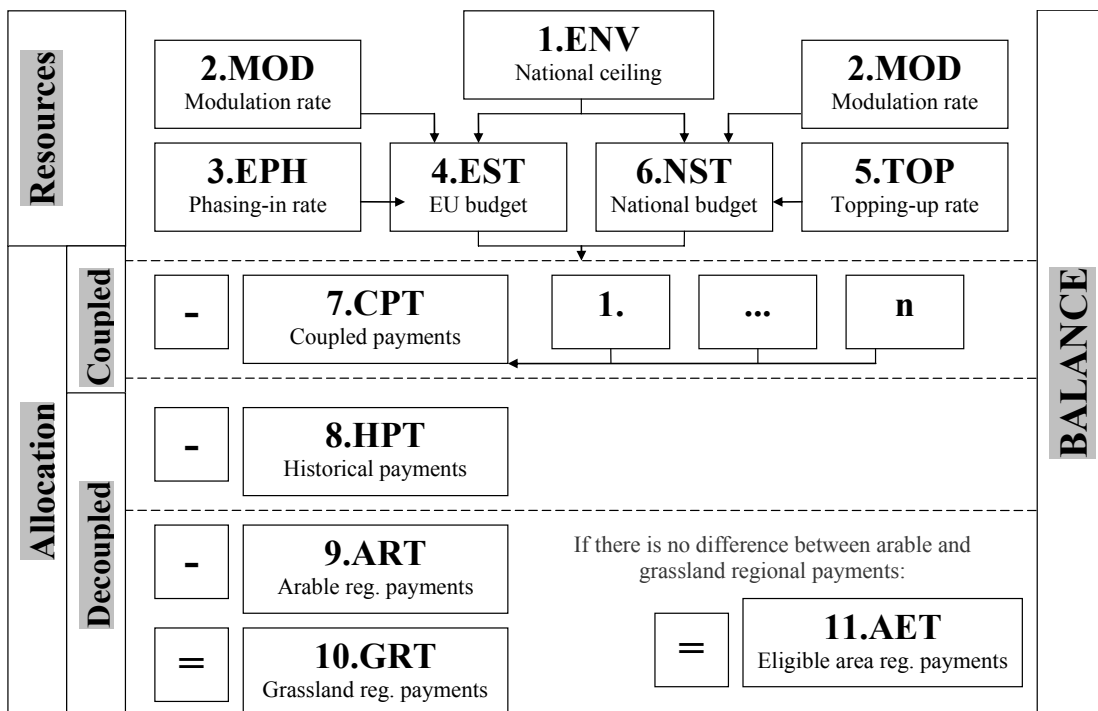 Resources
1.ENV
National ceiling
2.MOD
Modulation rate
2.MOD
Modulation rate
3.EPH
Phasing-in rate
4.EST
EU budget
6.NST
National budget
5.TOP
Topping-up rate
Allocation
Coupled
-
7.CPT
Coupled payments
1.
...
n
Decoupled
-
8.HPT
Historical payments
-
9.ART
Arable reg. payments
If there is no difference between arable and
grassland regional payments:
=
10.GRT
Grassland reg. payments
=
11.AET
Eligible area reg. payments
BALANCE